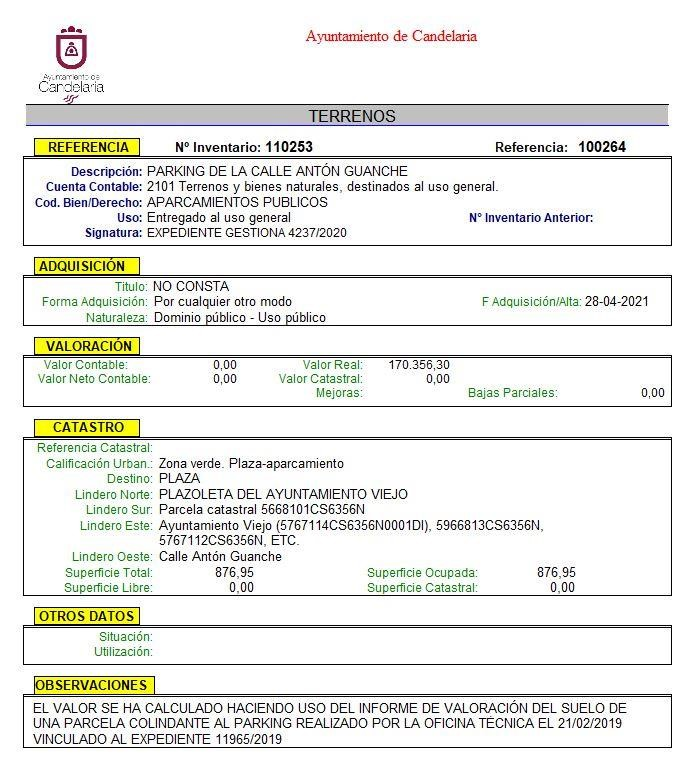 Ayuntamiento de Candelaria
Ayuntamiento de
Candelaria
TERRENOS
REFERENCIA Nº Inventario: 110253 Referencia: 100264
Descripción: PARKING DE LA CALLE ANTÓN GUANCHE
Cuenta Contable: 2101 Terrenos y bienes naturales, destinados al uso general.
Cod. Bien/Derecho: APARCAMIENTOS PUBLICOS
Uso: Entregado al uso general Nº Inventario Anterior:
Signatura: EXPEDIENTE GESTIONA 4237/2020
ADQUISICIÓN
Titulo: NO CONSTA
Forma Adquisición: Por cualquier otro modo F Adquisición/Alta: 28-04-2021
Naturaleza: Dominio público - Uso público
VALORACIÓN
Valor Contable: 0,00 Valor Real: 170.356,30
Valor Neto Contable: 0,00 Valor Catastral: 0,00
Mejoras: Bajas Parciales: 0,00
CATASTRO
Referencia Catastral:
Calificación Urban.: Zona verde. Plaza-aparcamiento
Destino: PLAZA
Lindero Norte: PLAZOLETA DEL AYUNTAMIENTO VIEJO
Lindero Sur: Parcela catastral 5668101CS6356N
Lindero Este: Ayuntamiento Viejo (5767114CS6356N0001DI), 5966813CS6356N,
5767112CS6356N, ETC.
Lindero Oeste: Calle Antón Guanche
Superficie Total: 876,95 Superficie Ocupada: 876,95
Superficie Libre: 0,00 Superficie Catastral: 0,00
OTROS DATOS
Situación:
Utilización:
OBSERVACIONES
EL VALOR SE HA CALCULADO HACIENDO USO DEL INFORME DE VALORACIÓN DEL SUELO DE
UNA PARCELA COLINDANTE AL PARKING REALIZADO POR LA OFICINA TÉCNICA EL 21/02/2019
VINCULADO AL EXPEDIENTE 11965/2019